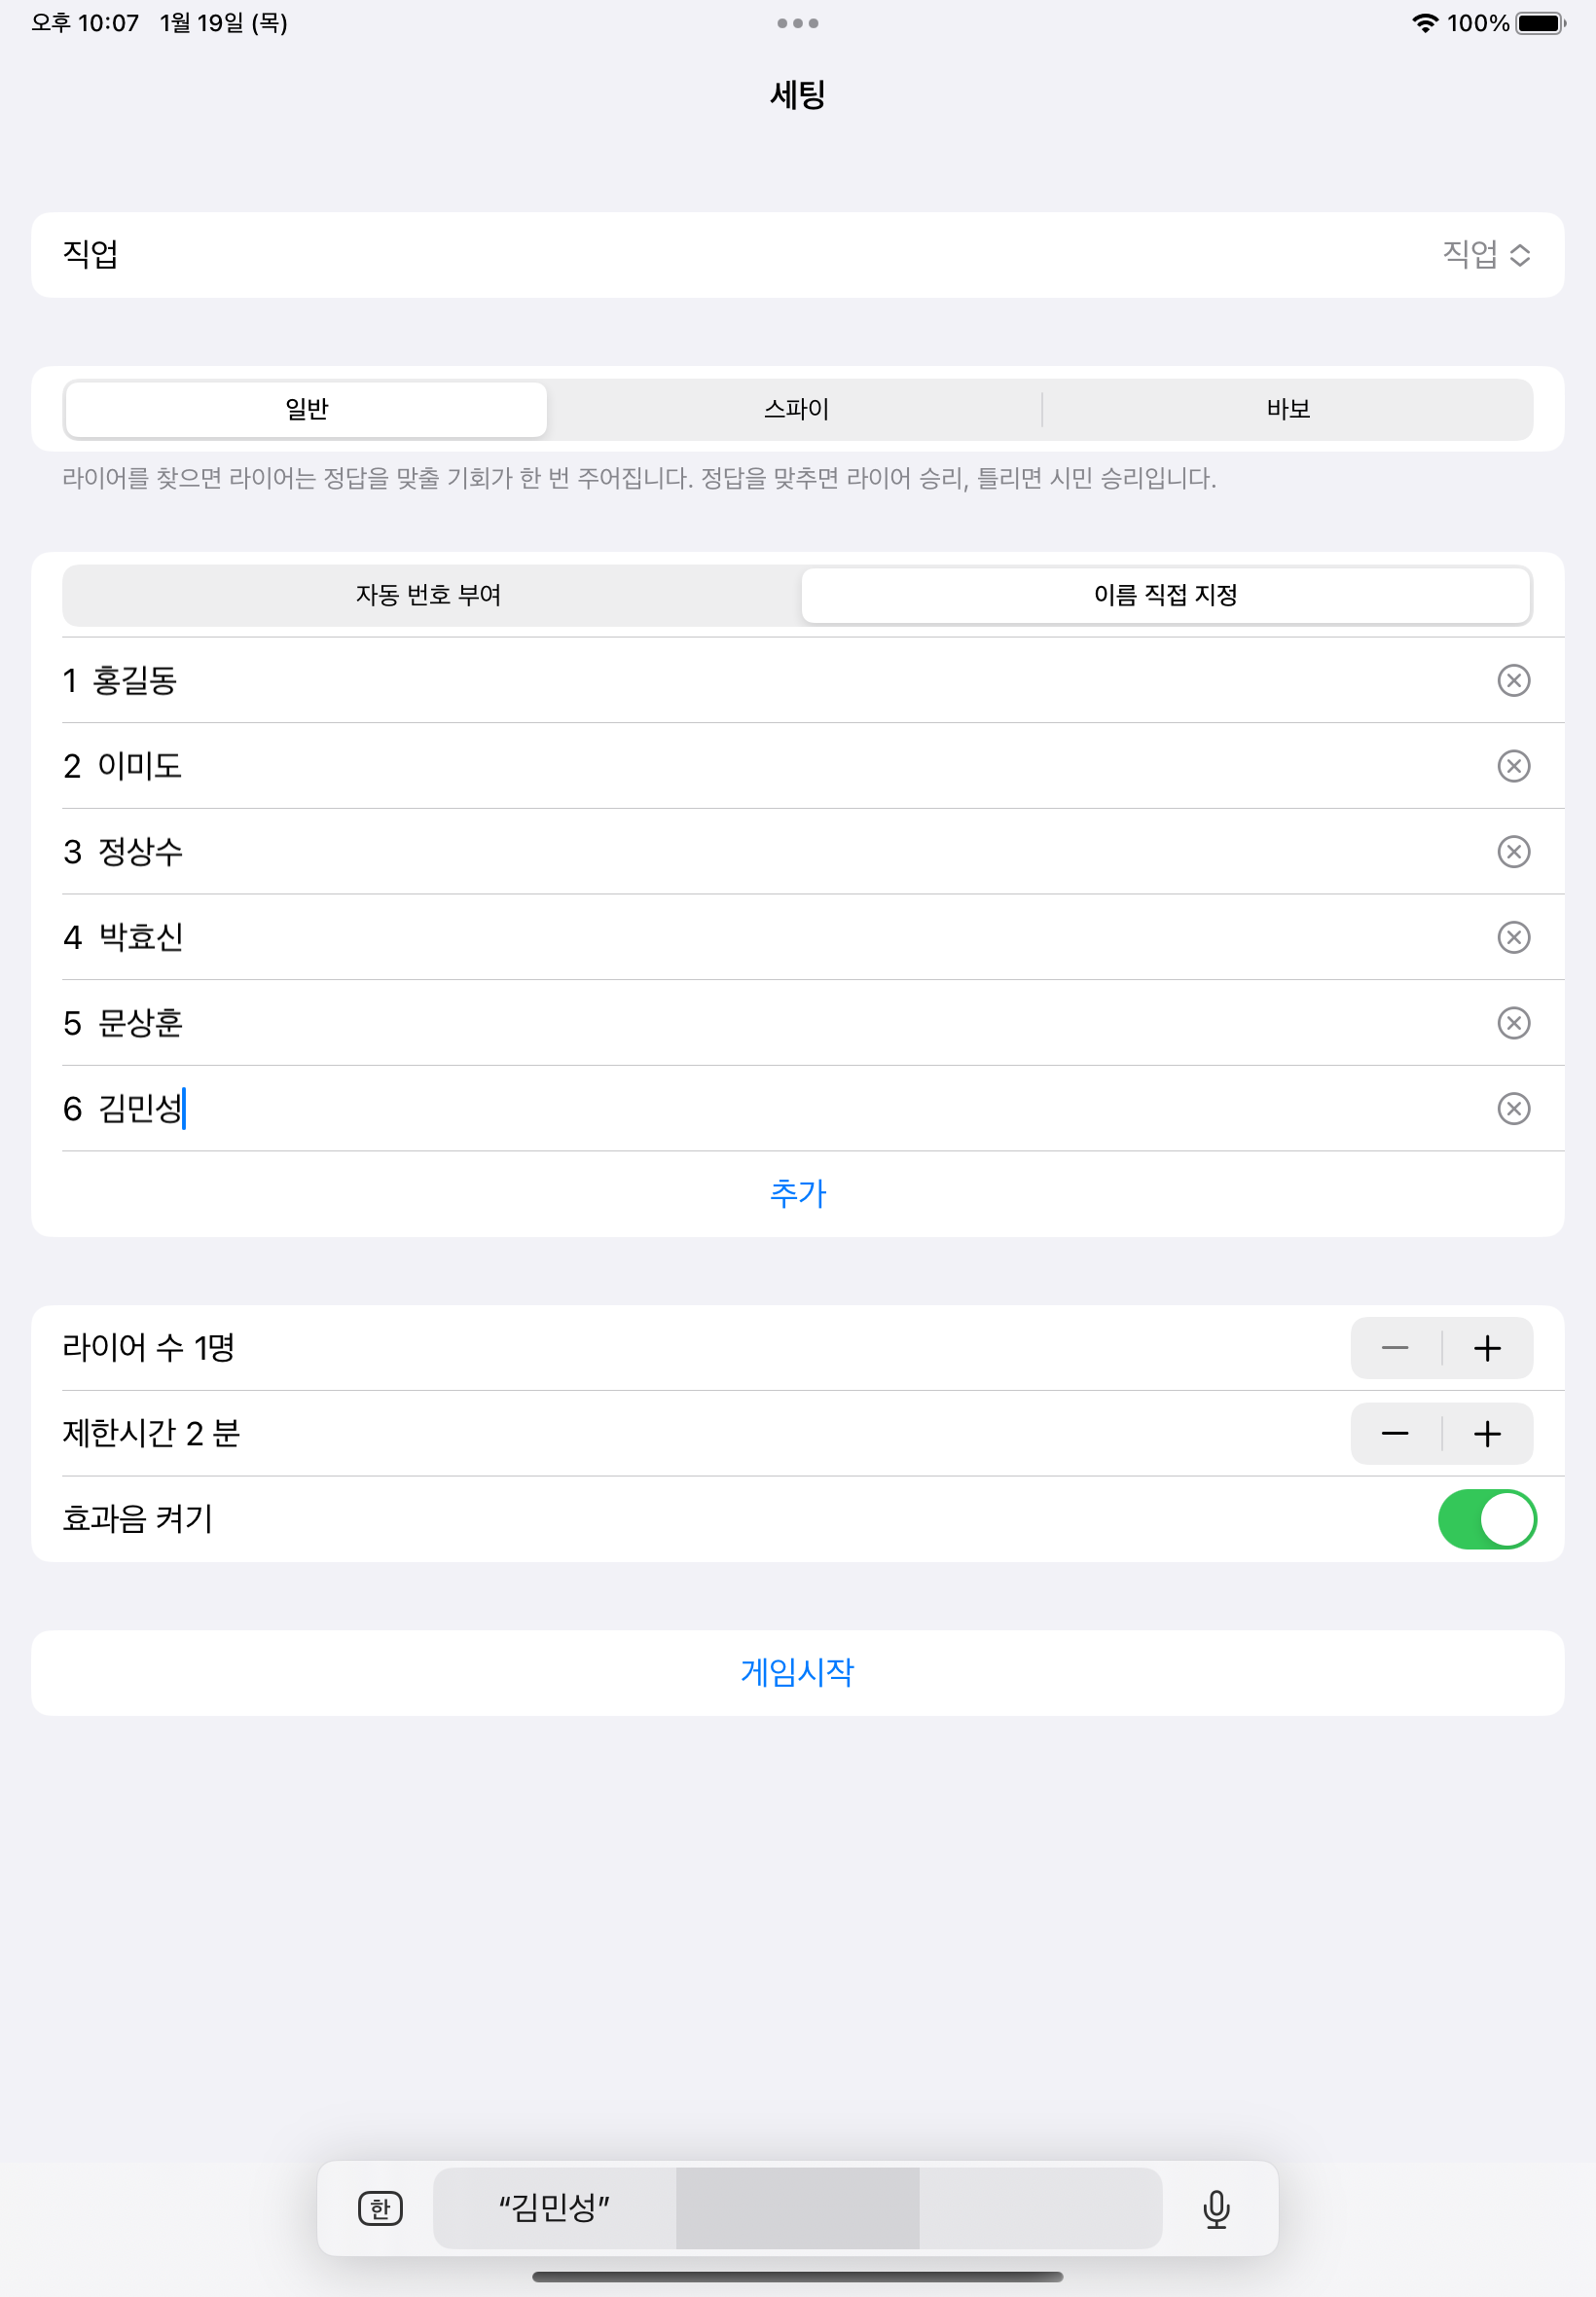 오후 10:07 1월 19일 (목) 100%
세팅
직업 직업
일반 스파이 바보
라이어를 찾으면 라이어는 정답을 맞출 기회가 한 번 주어집니다. 정답을 맞추면 라이어 승리, 틀리면 시민 승리입니다.
자동 번호 부여 이름 직접 지정
1 홍길동
2 이미도
3 정상수
4 박효신
5 문상훈
6 김민성
추가
라이어 수 1명
제한시간 2 분
효과음 켜기
게임시작
한 “김민성”